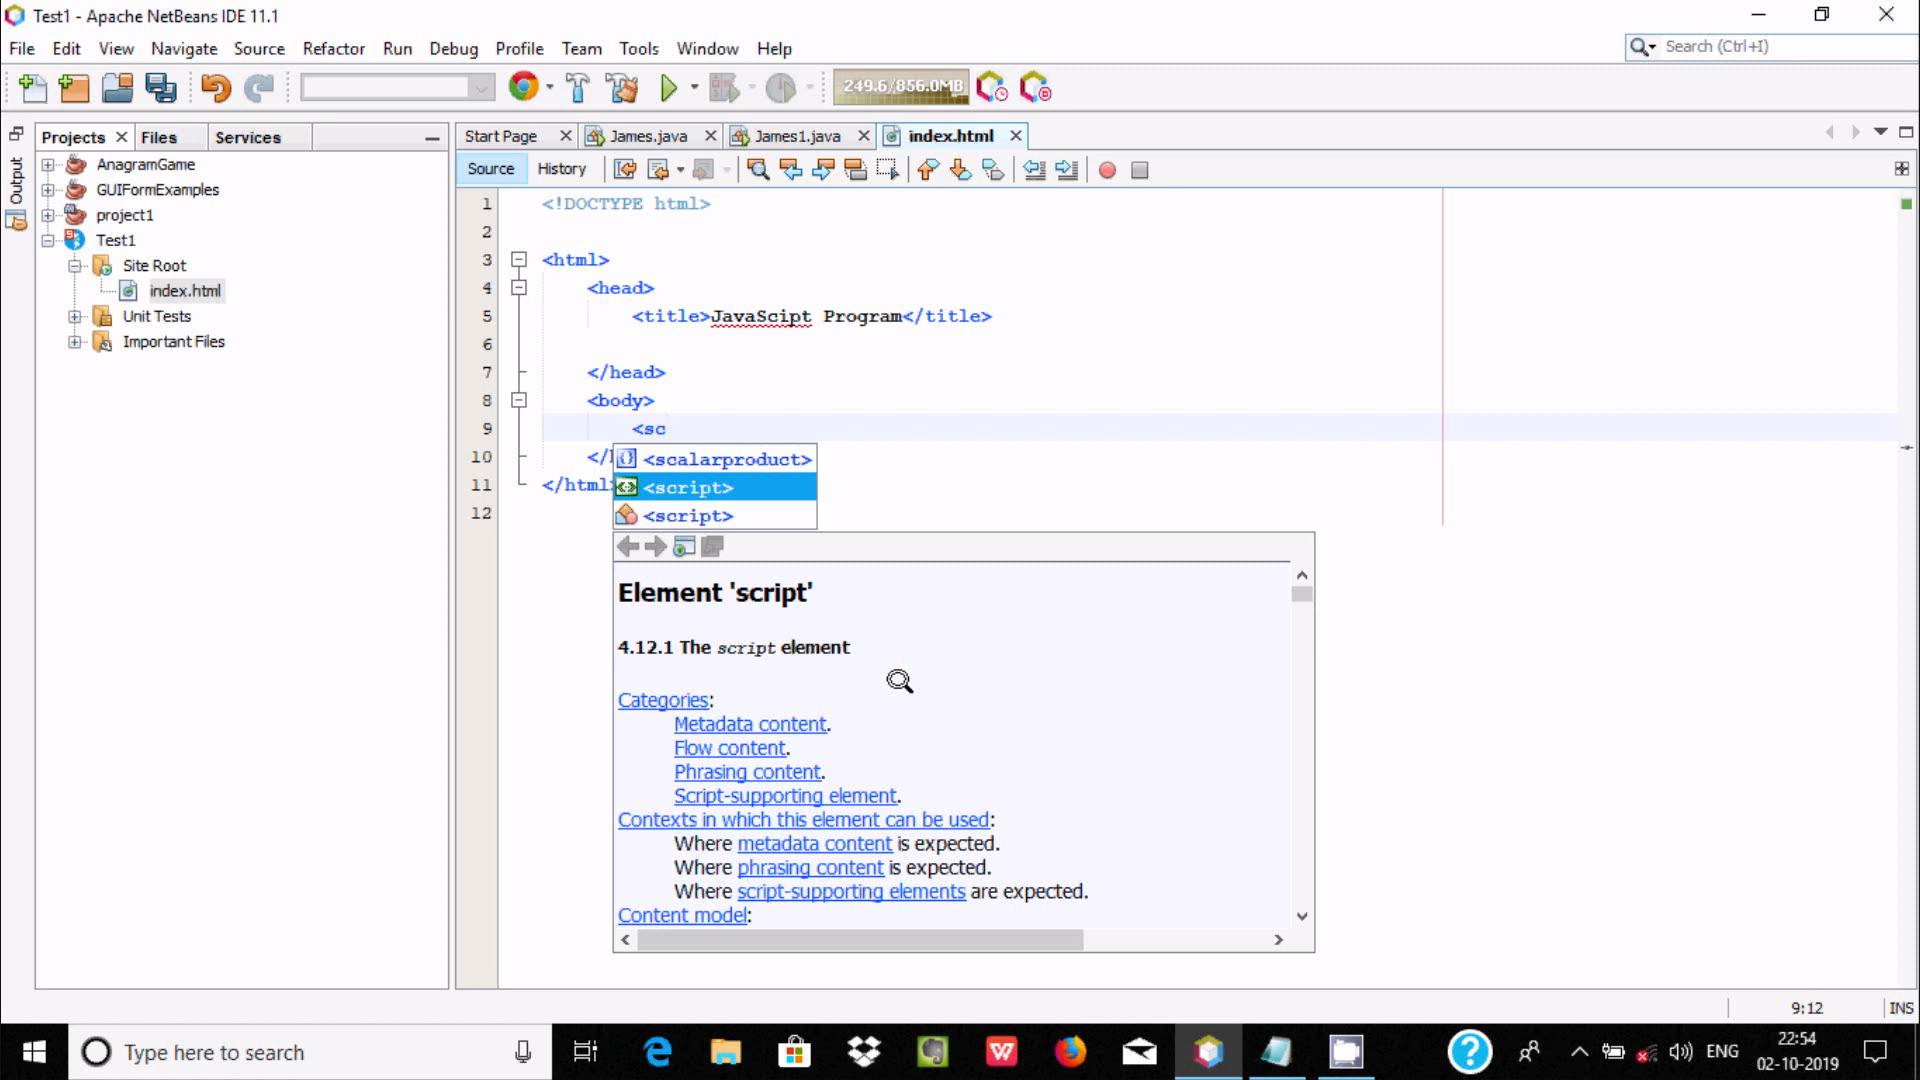 Test1 - Apache NetBeans IDE 11.1
File Edit View Navigate Source Refactor Run Debug Profile Team Tools Window Help
Search (Ctrl+I)
249.6/856.0MB
Output
Projects Files Services
AnagramGame
GUIFormExamples
project1
Test1
Site Root
index.html
Unit Tests
Important Files
Start Page James.java James1.java index.html
Source History
1 <!DOCTYPE html>
2
3 <html>
4 <head>
5 <title>JavaScipt Program</title>
6
7 </head>
8 <body>
9 <sc
10 </
11 </html
12
<scalarproduct>
<script>
<script>
Element 'script'
4.12.1 The script element
Categories:
Metadata content.
Flow content.
Phrasing content.
Script-supporting element.
Contexts in which this element can be used:
Where metadata content is expected.
Where phrasing content is expected.
Where script-supporting elements are expected.
Content model:
9:12 INS
Type here to search
ENG
22:54
02-10-2019